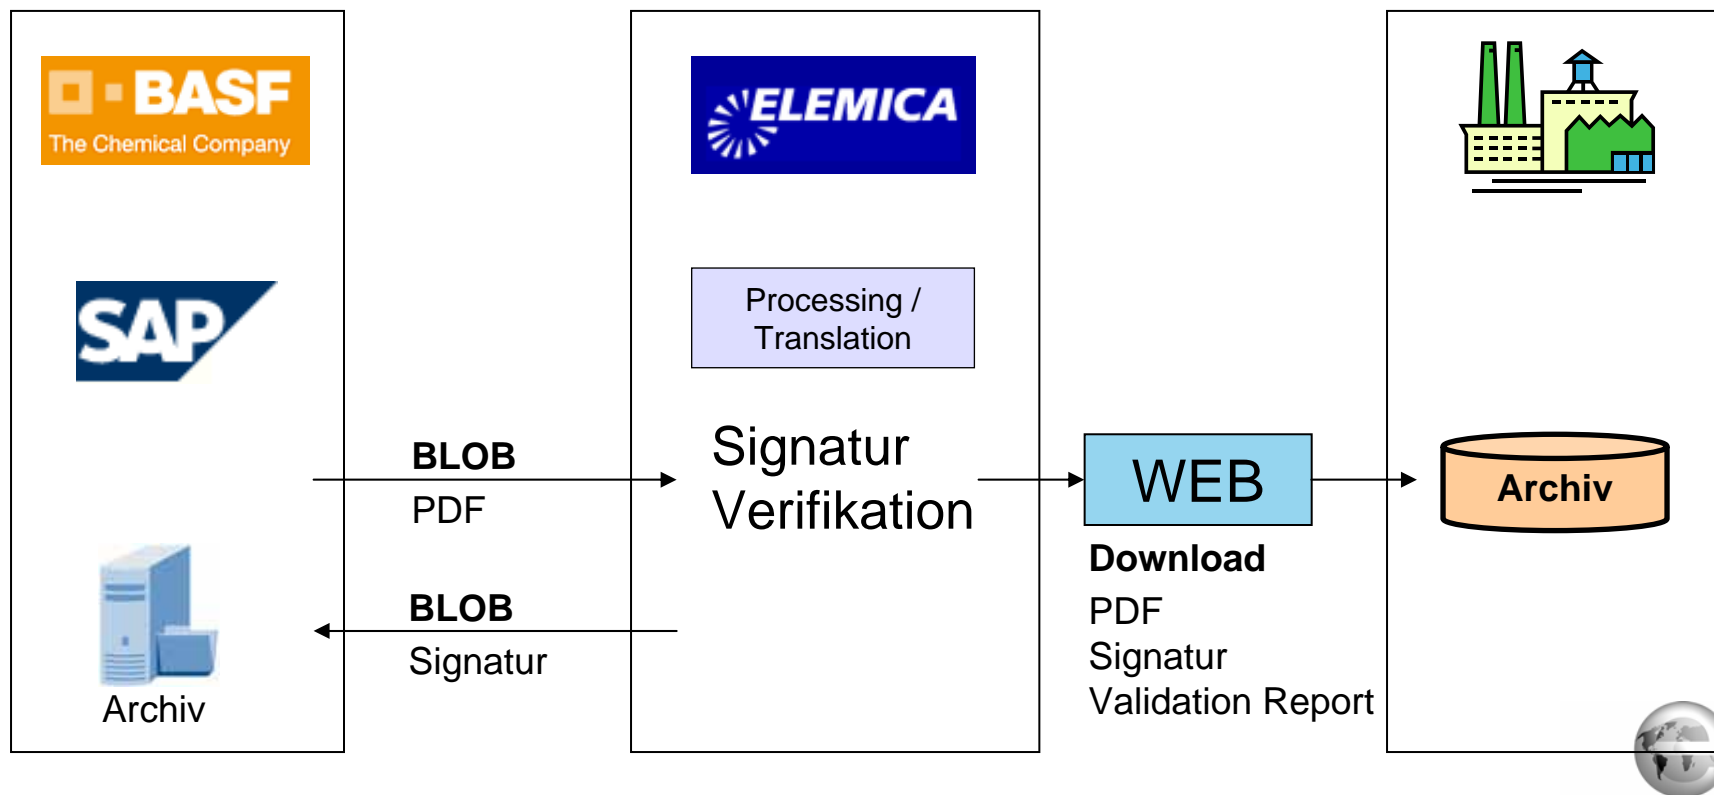 BASF
The Chemical Company
SAP
Archiv
BLOB
PDF
BLOB
Signatur
ELEMICA
Processing /
Translation
Signatur
Verifikation
WEB
Download
PDF
Signatur
Validation Report
Archiv